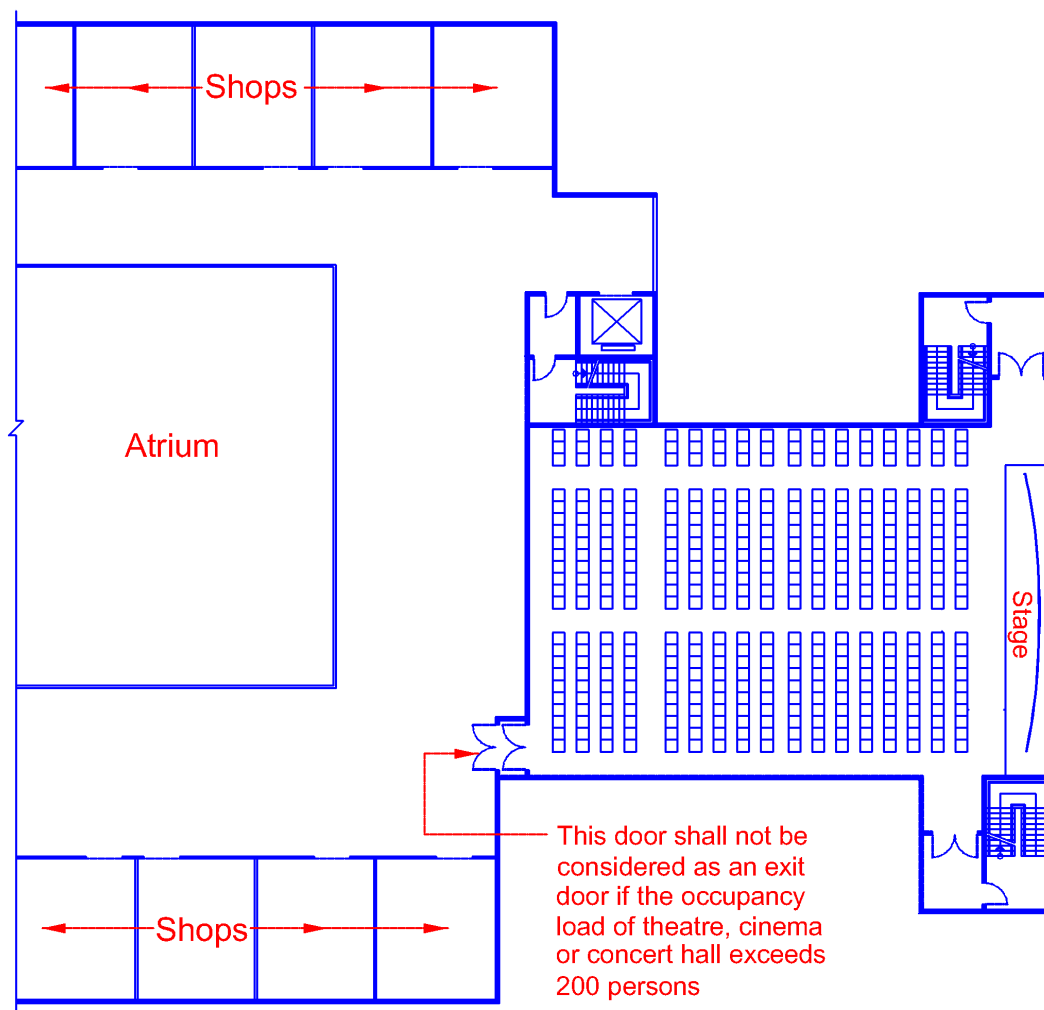 Shops
Atrium
Stage
This door shall not be
considered as an exit
door if the occupancy
load of theatre, cinema
or concert hall exceeds
200 persons
Shops